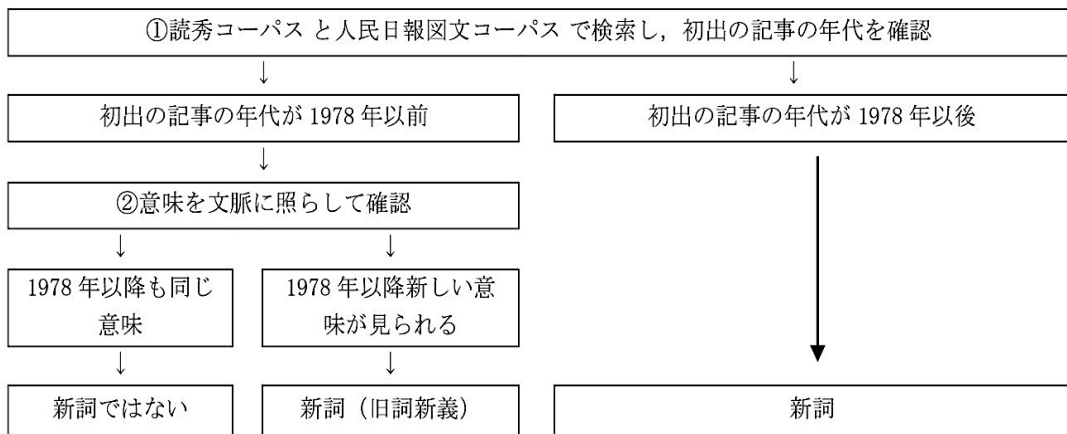 ①読秀コーパス と人民日報図文コーパス で検索し，初出の記事の年代を確認
↓ ↓
初出の記事の年代が 1978 年以前
初出の記事の年代が 1978 年以後
↓
②意味を文脈に照らして確認
↓ ↓
1978 年以降も同じ
意味
1978 年以降新しい意
味が見られる
↓ ↓
新詞ではない
新詞（旧詞新義）
新詞